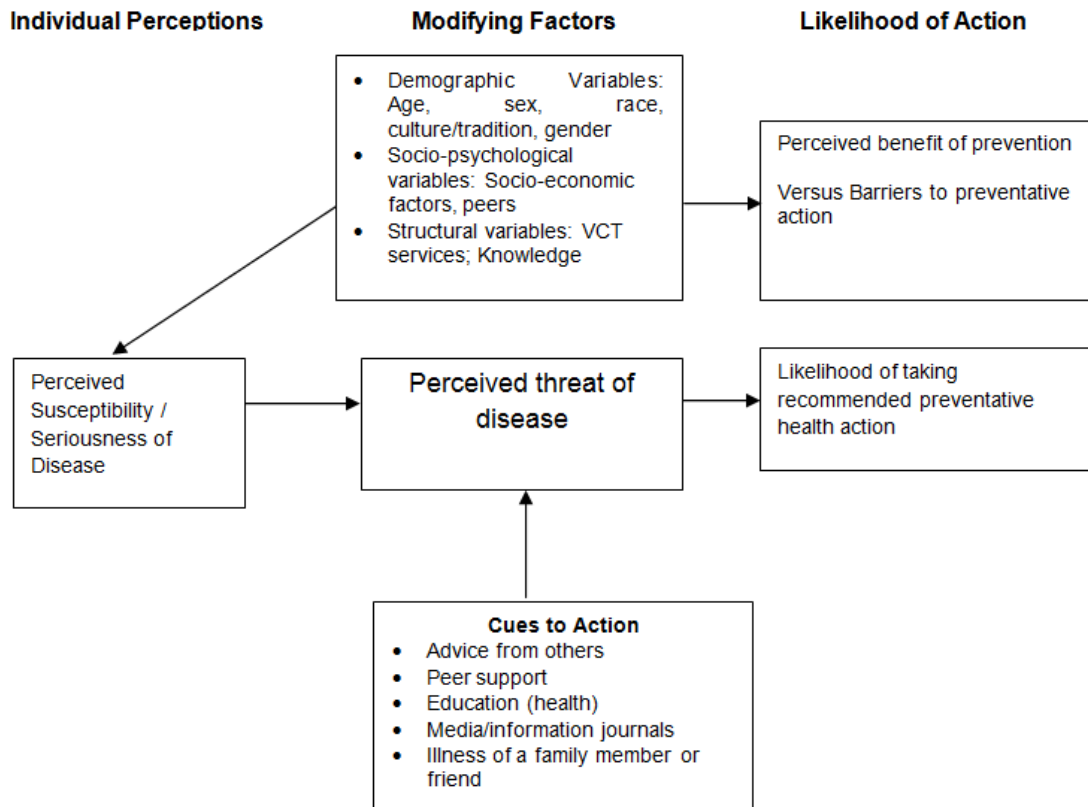 Individual Perceptions
Modifying Factors
Likelihood of Action
• Demographic Variables:
Age, sex, race,
culture/tradition, gender
• Socio-psychological
variables: Socio-economic
factors, peers
• Structural variables: VCT
services; Knowledge
Perceived benefit of prevention
Versus Barriers to preventative
action
Perceived
Susceptibility /
Seriousness of
Disease
Perceived threat of
disease
Likelihood of taking
recommended preventative
health action
Cues to Action
• Advice from others
• Peer support
• Education (health)
• Media/information journals
• Illness of a family member or
friend